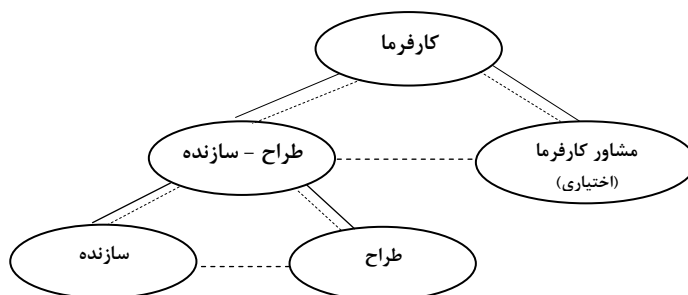 کارفرما
طراح – سازنده
مشاور کارفرما
(اختیاری)
سازنده
طراح